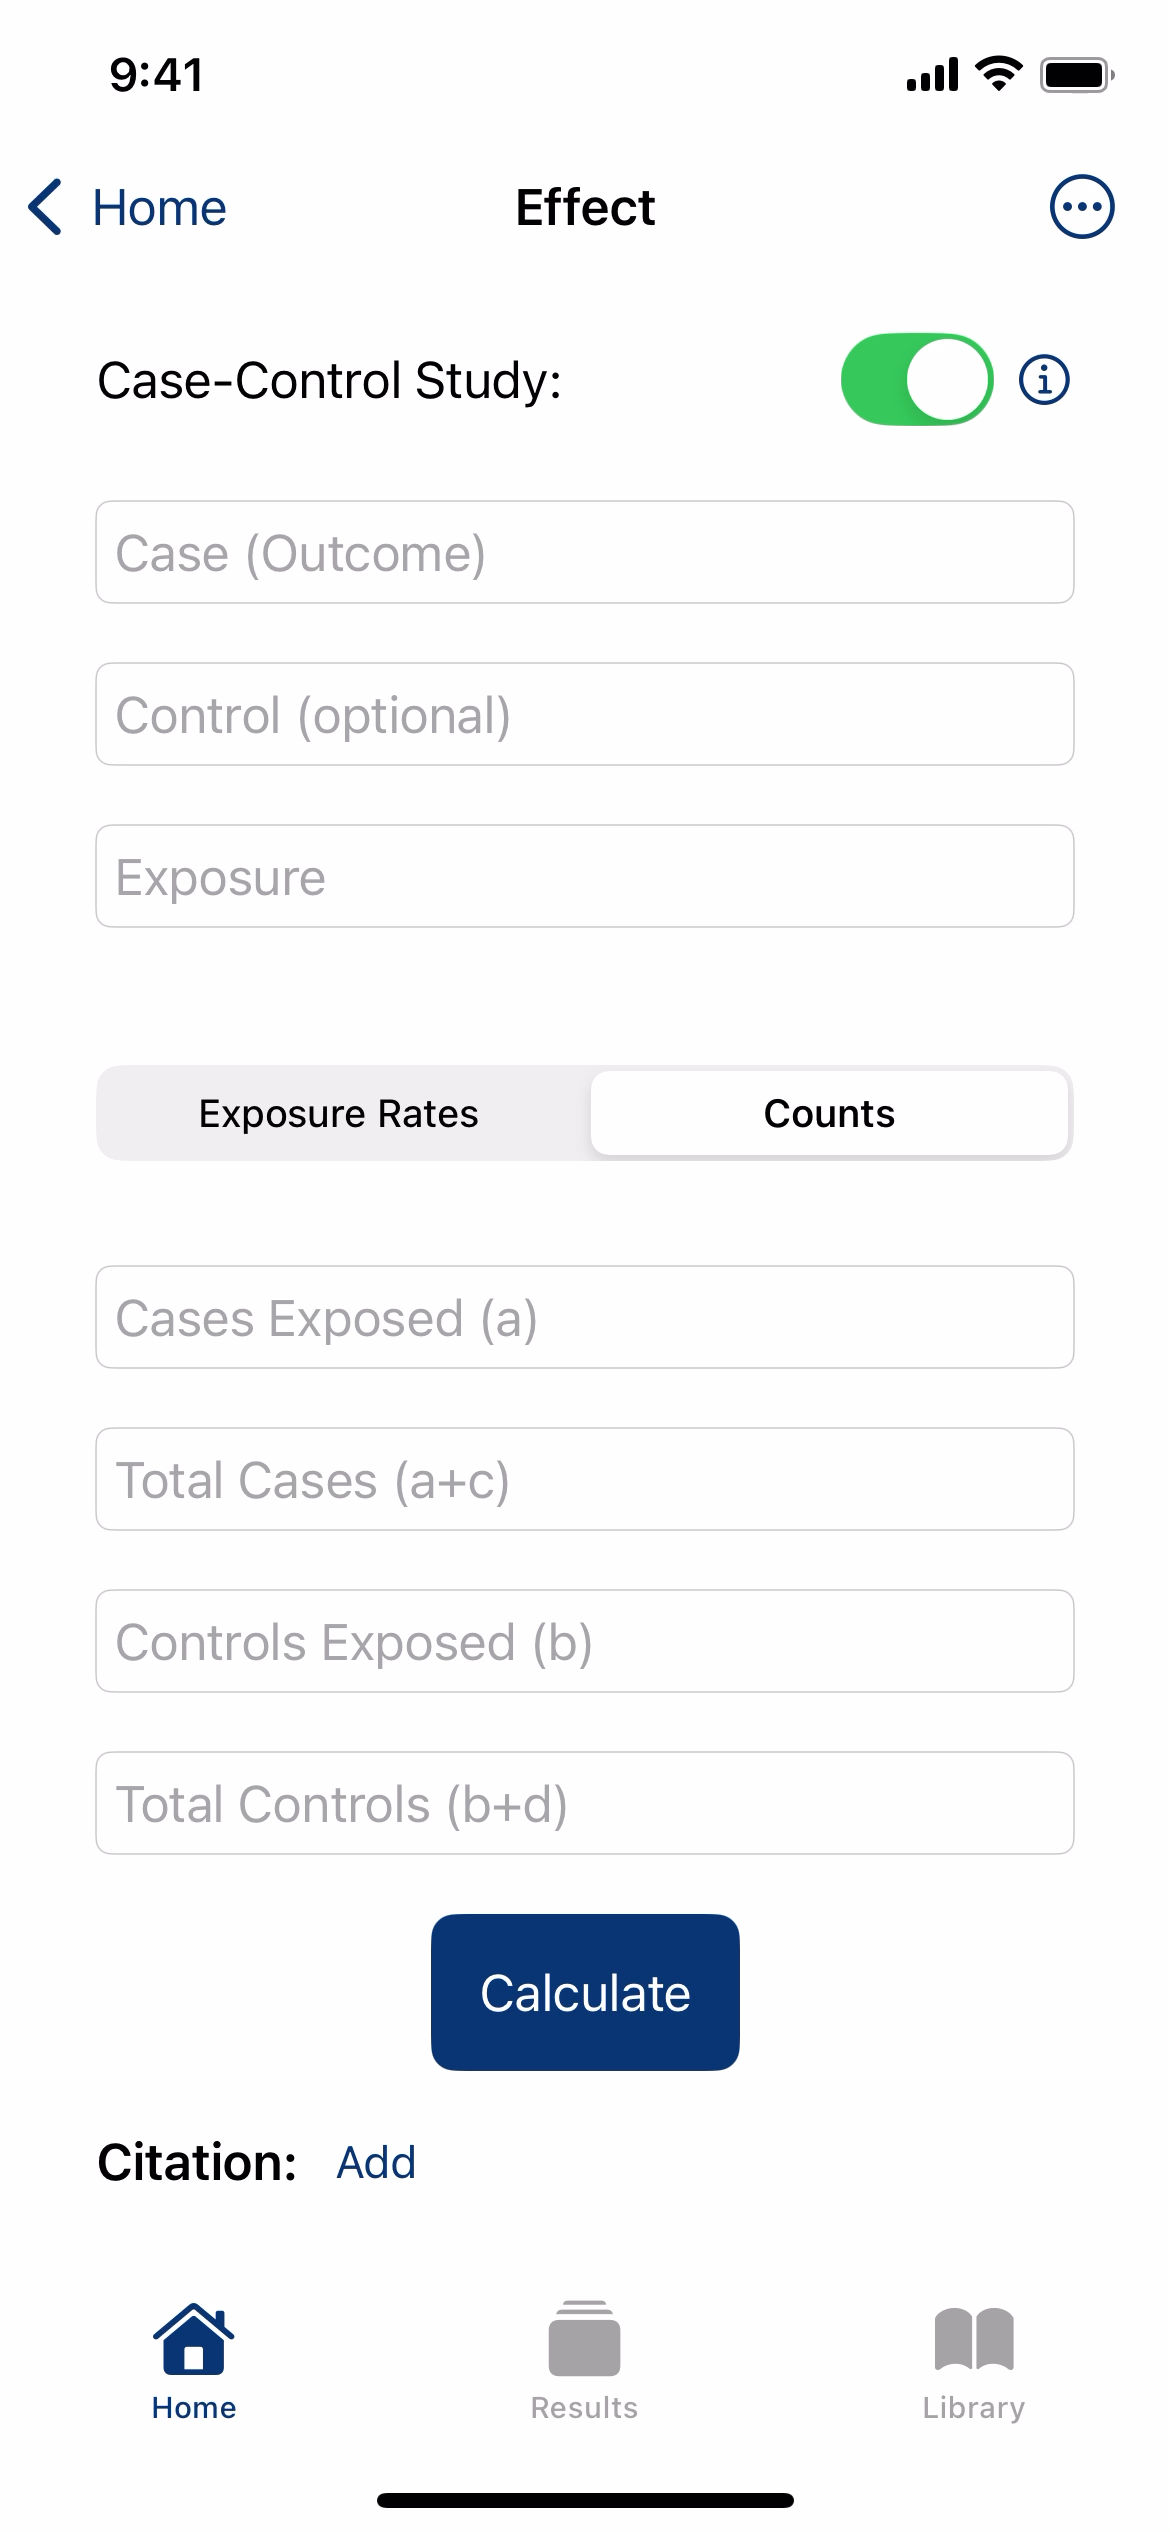 9:41
Home
Effect
Case-Control Study:
Case (Outcome)
Control (optional)
Exposure
Exposure Rates
Counts
Cases Exposed (a)
Total Cases (a+c)
Controls Exposed (b)
Total Controls (b+d)
Calculate
Citation: Add
Home
Results
Library